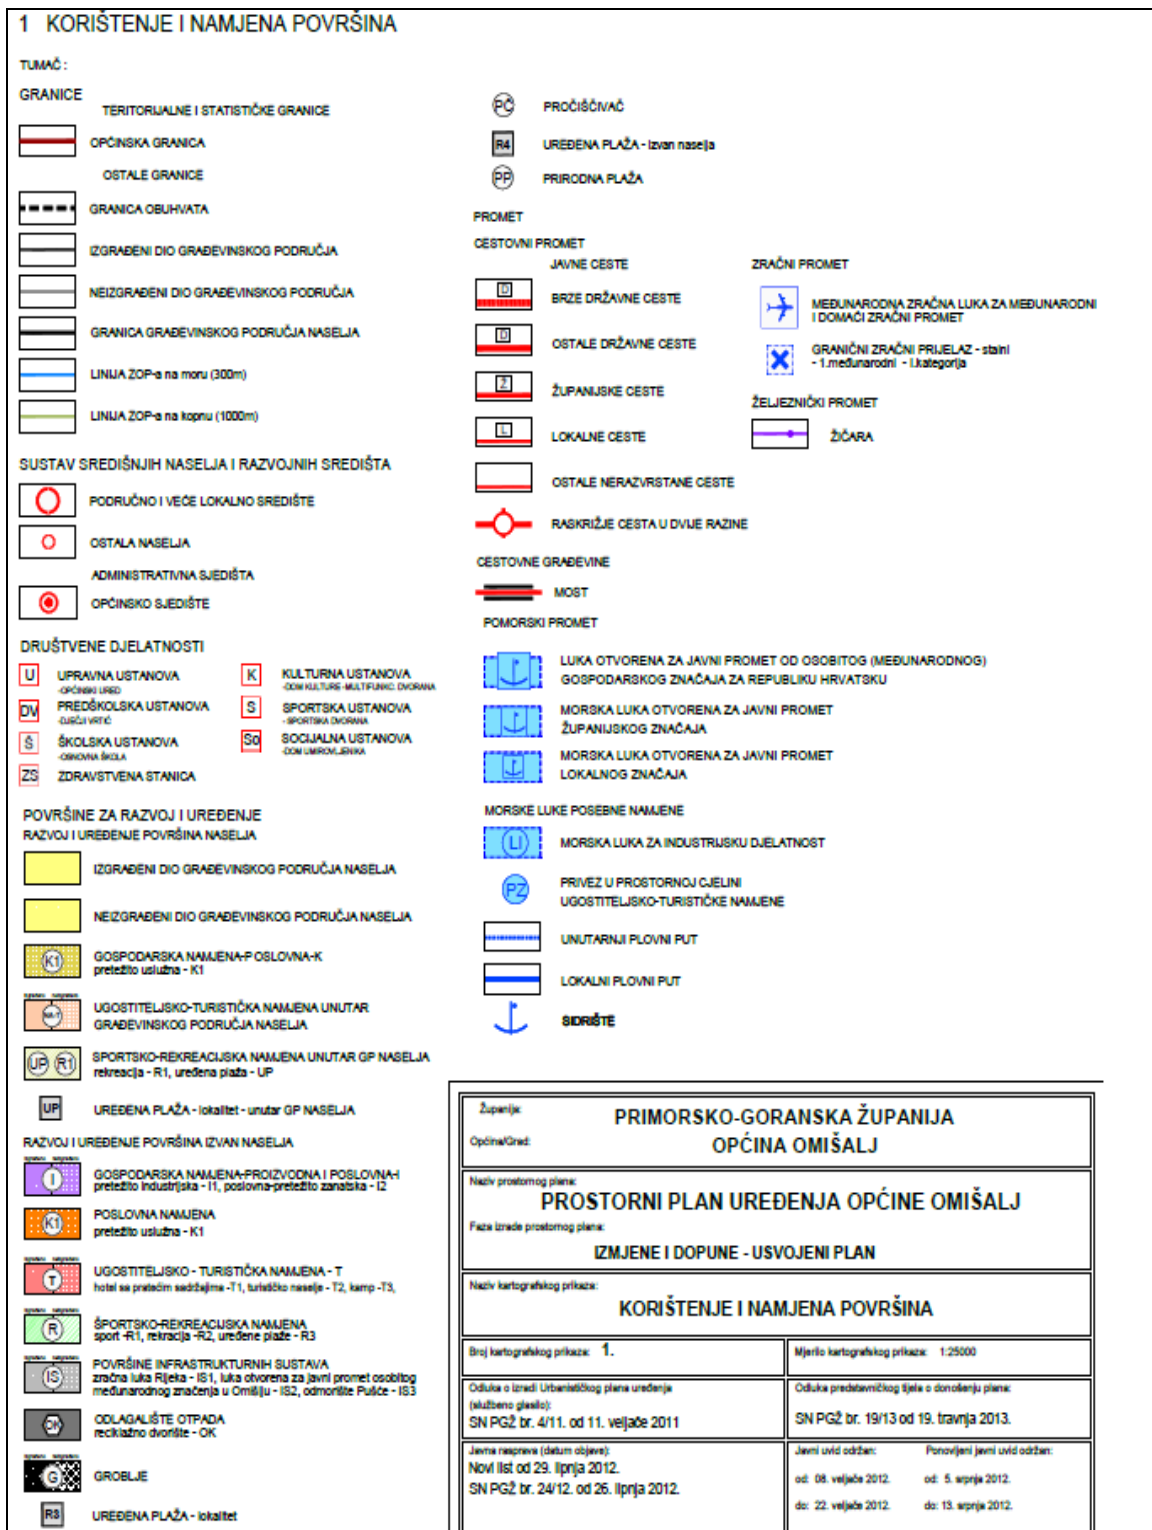 1 KORIŠTENJE I NAMJENA POVRŠINA
TUMAČ :
GRANICE
TERITORIJALNE I STATISTIČKE GRANICE
OPĆINSKA GRANICA
OSTALE GRANICE
GRANICA OBUHVATA
IZGRAĐENI DIO GRAĐEVINSKOG PODRUČJA
NEIZGRAĐENI DIO GRAĐEVINSKOG PODRUČJA
GRANICA GRAĐEVINSKOG PODRUČJA NASELJA
LINIJA ZOP-a na moru (300m)
LINIJA ZOP-a na kopnu (1000m)
SUSTAV SREDIŠNJIH NASELJA I RAZVOJNIH SREDIŠTA
PODRUČNO I VEĆE LOKALNO SREDIŠTE
OSTALA NASELJA
ADMINISTRATIVNA SJEDIŠTA
OPĆINSKO SJEDIŠTE
DRUŠTVENE DJELATNOSTI
U UPRAVNA USTANOVA
-OPĆINSKI URED
DV PREDŠKOLSKA USTANOVA
-DJEČJI VRTIĆ
Š ŠKOLSKA USTANOVA
-OSNOVNA ŠKOLA
ZS ZDRAVSTVENA STANICA
K KULTURNA USTANOVA
-DOM KULTURE-MULTIFUNKC. DVORANA
S SPORTSKA USTANOVA
- SPORTSKA DVORANA
So SOCIJALNA USTANOVA
-DOM UMIROVLJENIKA
POVRŠINE ZA RAZVOJ I UREĐENJE
RAZVOJ I UREĐENJE POVRŠINA NASELJA
IZGRAĐENI DIO GRAĐEVINSKOG PODRUČJA NASELJA
NEIZGRAĐENI DIO GRAĐEVINSKOG PODRUČJA NASELJA
K1 GOSPODARSKA NAMJENA-P OSLOVNA-K
pretežito uslužna - K1
UGOSTITELJSKO-TURISTIČKA NAMJENA UNUTAR
GRAĐEVINSKOG PODRUČJA NASELJA
UP R1 SPORTSKO-REKREACIJSKA NAMJENA UNUTAR GP NASELJA
rekreacija - R1, uređena plaža - UP
UP UREĐENA PLAŽA - lokalitet - unutar GP NASELJA
RAZVOJ I UREĐENJE POVRŠINA IZVAN NASELJA
I GOSPODARSKA NAMJENA-PROIZVODNA I POSLOVNA-I
pretežito industrijska - I1, poslovna-pretežito zanatska - I2
K1 POSLOVNA NAMJENA
pretežito uslužna - K1
T UGOSTITELJSKO - TURISTIČKA NAMJENA - T
hotel sa pratećim sadržajima -T1, turističko naselje - T2, kamp -T3,
R ŠPORTSKO-REKREACIJSKA NAMJENA
sport -R1, rekracija -R2, uređene plaže - R3
IS POVRŠINE INFRASTRUKTURNIH SUSTAVA
zračna luka Rijeka - IS1, luka otvorena za javni promet osobitog
međunarodnog značenja u Omišlju - IS2, odmorište Pušće - IS3
OK ODLAGALIŠTE OTPADA
reciklažno dvorište - OK
G GROBLJE
R3 UREĐENA PLAŽA - lokalitet
PČ PROČIŠĆIVAČ
R4 UREĐENA PLAŽA - izvan naselja
PP PRIRODNA PLAŽA
PROMET
CESTOVNI PROMET
JAVNE CESTE
D BRZE DRŽAVNE CESTE
D OSTALE DRŽAVNE CESTE
Ž ŽUPANIJSKE CESTE
L LOKALNE CESTE
OSTALE NERAZVRSTANE CESTE
RASKRIŽJE CESTA U DVIJE RAZINE
CESTOVNE GRAĐEVINE
MOST
ZRAČNI PROMET
MEĐUNARODNA ZRAČNA LUKA ZA MEĐUNARODNI
I DOMAĆI ZRAČNI PROMET
GRANIČNI ZRAČNI PRIJELAZ - stalni
- 1.međunarodni - I.kategorija
ŽELJEZNIČKI PROMET
ŽIČARA
POMORSKI PROMET
LUKA OTVORENA ZA JAVNI PROMET OD OSOBITOG (MEĐUNARODNOG)
GOSPODARSKOG ZNAČAJA ZA REPUBLIKU HRVATSKU
MORSKA LUKA OTVORENA ZA JAVNI PROMET
ŽUPANIJSKOG ZNAČAJA
MORSKA LUKA OTVORENA ZA JAVNI PROMET
LOKALNOG ZNAČAJA
MORSKE LUKE POSEBNE NAMJENE
LI MORSKA LUKA ZA INDUSTRIJSKU DJELATNOST
PZ PRIVEZ U PROSTORNOJ CJELINI
UGOSTITELJSKO-TURISTIČKE NAMJENE
UNUTARNJI PLOVNI PUT
LOKALNI PLOVNI PUT
SIDRIŠTE
Županija: PRIMORSKO-GORANSKA ŽUPANIJA
Općina/Grad: OPĆINA OMIŠALJ
Naziv prostornog plana:
PROSTORNI PLAN UREĐENJA OPĆINE OMIŠALJ
Faza izrade prostornog plana:
IZMJENE I DOPUNE - USVOJENI PLAN
Naziv kartografskog prikaza:
KORIŠTENJE I NAMJENA POVRŠINA
Broj kartografskog prikaza: 1.
Mjerilo kartografskog prikaza: 1:25000
Odluka o izradi Urbanističkog plana uređenja
(službeno glasilo):
SN PGŽ br. 4/11. od 11. veljače 2011
Odluka predstavničkog tijela o donošenju plana:
SN PGŽ br. 19/13 od 19. travnja 2013.
Javna rasprava (datum objave):
Novi list od 29. lipnja 2012.
SN PGŽ br. 24/12. od 26. lipnja 2012.
Javni uvid održan: Ponovljeni javni uvid održan:
od: 08. veljače 2012. od: 5. srpnja 2012.
do: 22. veljače 2012. do: 13. srpnja 2012.